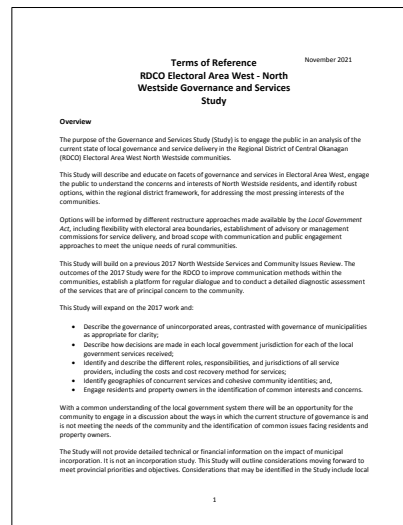 November 2021
Terms of Reference
RDCO Electoral Area West - North
Westside Governance and Services
Study
Overview
The purpose of the Governance and Services Study (Study) is to engage the public in an analysis of the
current state of local governance and service delivery in the Regional District of Central Okanagan
(RDCO) Electoral Area West North Westside communities.
This Study will describe and educate on facets of governance and services in Electoral Area West, engage
the public to understand the concerns and interests of North Westside residents, and identify robust
options, within the regional district framework, for addressing the most pressing interests of the
communities.
Options will be informed by different restructure approaches made available by the Local Government
Act, including flexibility with electoral area boundaries, establishment of advisory or management
commissions for service delivery, and broad scope with communication and public engagement
approaches to meet the unique needs of rural communities.
This Study will build on a previous 2017 North Westside Services and Community Issues Review. The
outcomes of the 2017 Study were for the RDCO to improve communication methods within the
communities, establish a platform for regular dialogue and to conduct a detailed diagnostic assessment
of the services that are of principal concern to the community.
This Study will expand on the 2017 work and:
• Describe the governance of unincorporated areas, contrasted with governance of municipalities
as appropriate for clarity;
• Describe how decisions are made in each local government jurisdiction for each of the local
government services received;
• Identify and describe the different roles, responsibilities, and jurisdictions of all service
providers, including the costs and cost recovery method for services;
• Identify geographies of concurrent services and cohesive community identities; and,
• Engage residents and property owners in the identification of common interests and concerns.
With a common understanding of the local government system there will be an opportunity for the
community to engage in a discussion about the ways in which the current structure of governance is and
is not meeting the needs of the community and the identification of common issues facing residents and
property owners.
The Study will not provide detailed technical or financial information on the impact of municipal
incorporation. It is not an incorporation study. This Study will outline considerations moving forward to
meet provincial priorities and objectives. Considerations that may be identified in the Study include local
1